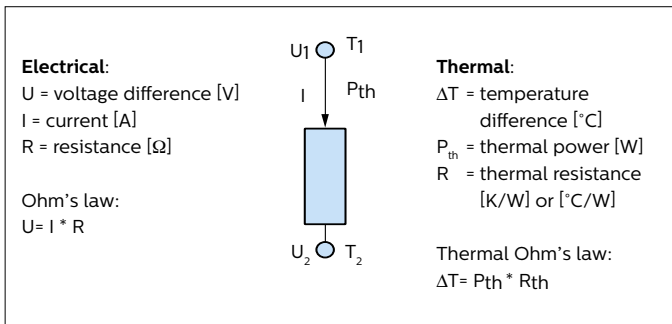 Electrical:
U = voltage difference [V]
I = current [A]
R = resistance [Ω]
Ohm's law:
U= I * R
U1 T1
I Pth
U2 T2
Thermal:
ΔT = temperature
difference [°C]
Pth = thermal power [W]
R = thermal resistance
[K/W] or [°C/W]
Thermal Ohm's law:
ΔT= Pth * Rth